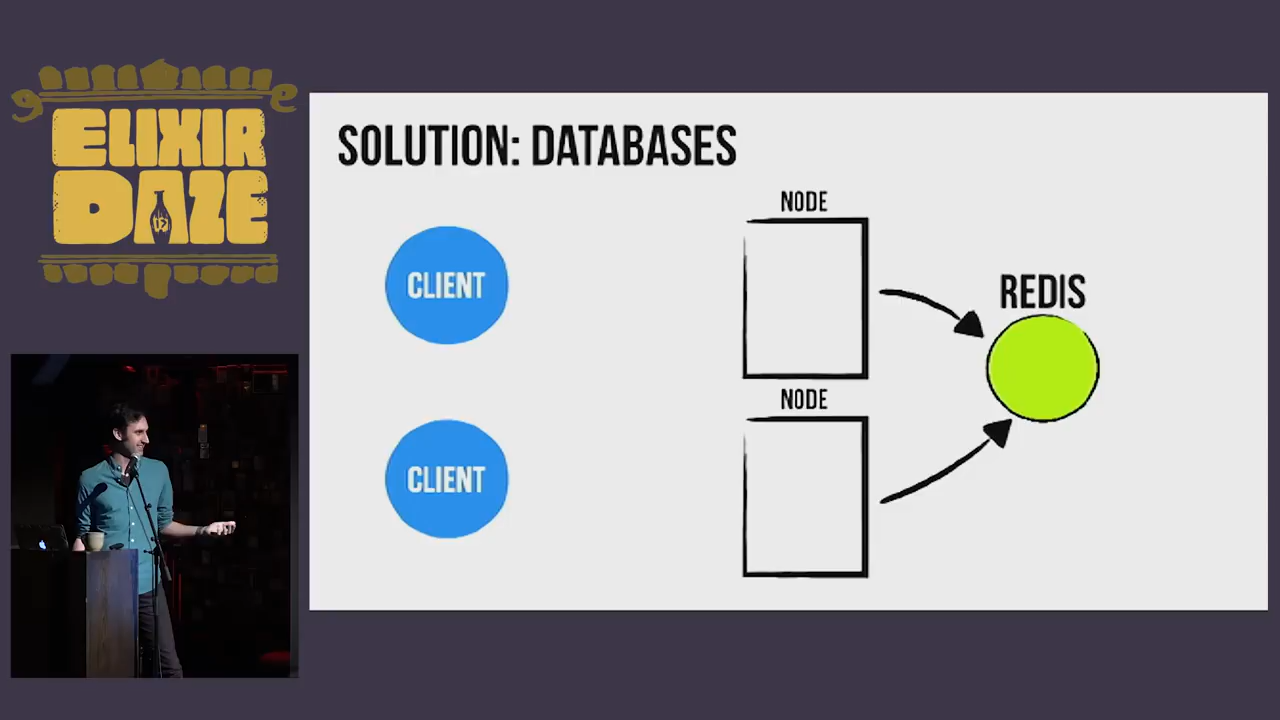 ELIXIR
DAZE
SOLUTION: DATABASES
NODE
CLIENT
REDIS
NODE
CLIENT